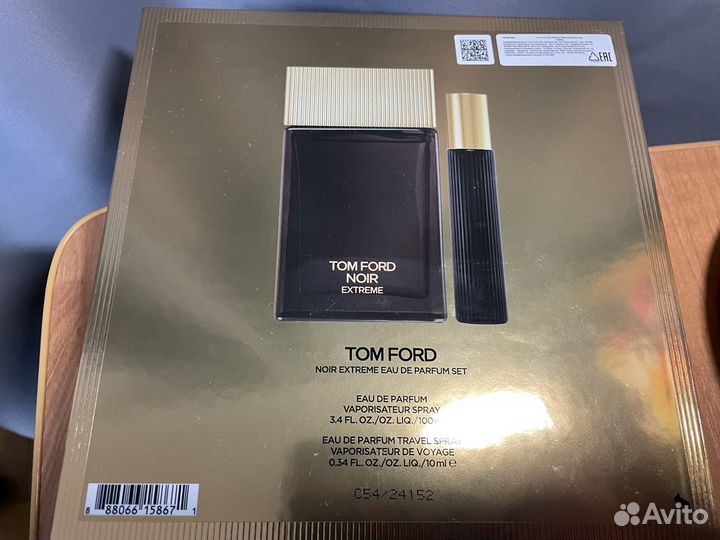 TOM FORD
NOIR
EXTREME
TOM FORD
NOIR EXTREME EAU DE PARFUM SET
EAU DE PARFUM
VAPORISATEUR SPRAY
3.4 FL. OZ./OZ. LIQ./100
EAU DE PARFUM TRAVEL SPRAY
VAPORISATEUR DE VOYAGE
0.34 FL. OZ./OZ. LIQ./10 ml e
C54/24152
8 88066 15867 1
EAC
Avito